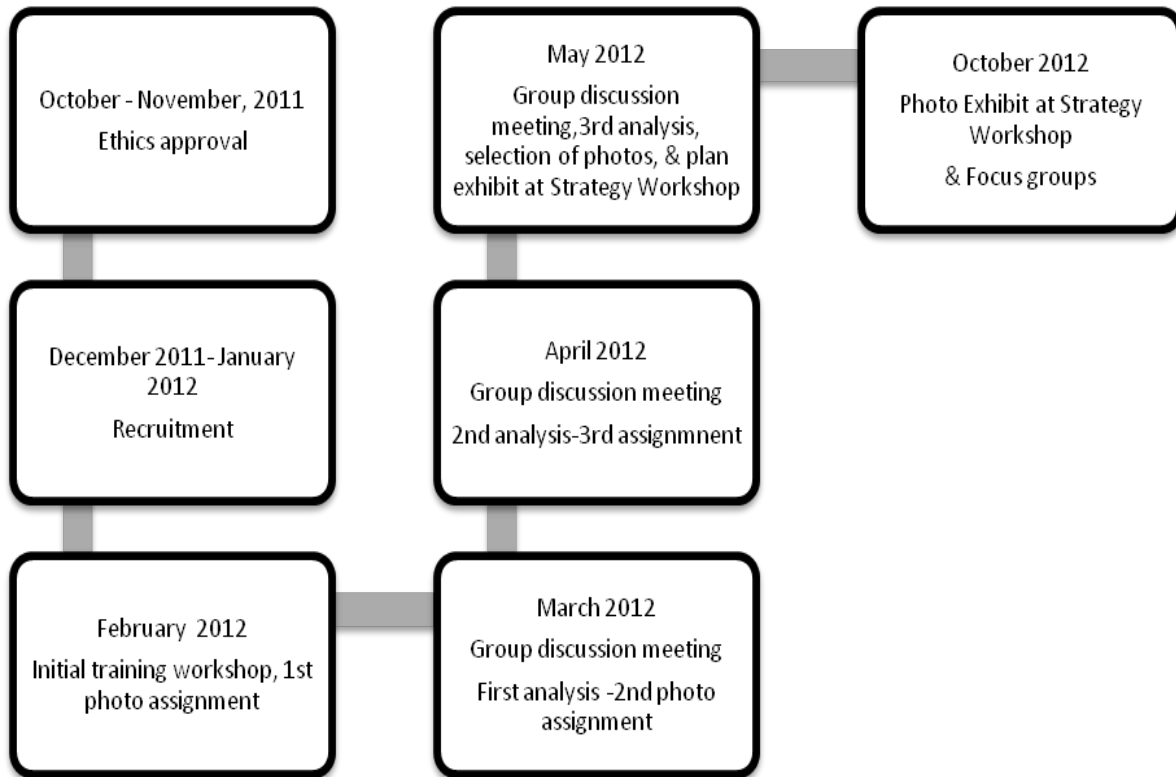 October - November, 2011
Ethics approval
December 2011- January
2012
Recruitment
February 2012
Initial training workshop, 1st
photo assignment
March 2012
Group discussion meeting
First analysis -2nd photo
assignment
April 2012
Group discussion meeting
2nd analysis-3rd assignmnent
May 2012
Group discussion
meeting,3rd analysis,
selection of photos, & plan
exhibit at Strategy Workshop
October 2012
Photo Exhibit at Strategy
Workshop
& Focus groups